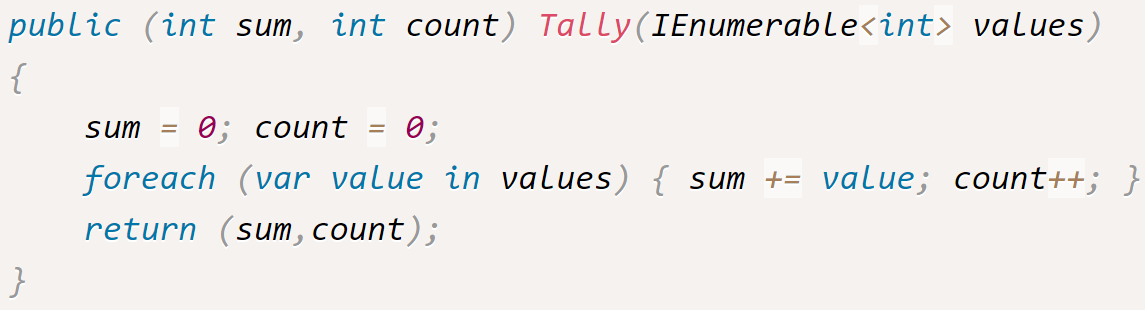 public (int sum, int count) Tally(IEnumerable<int> values)
{
    sum = 0; count = 0;
    foreach (var value in values) { sum += value; count++; }
    return (sum,count);
}